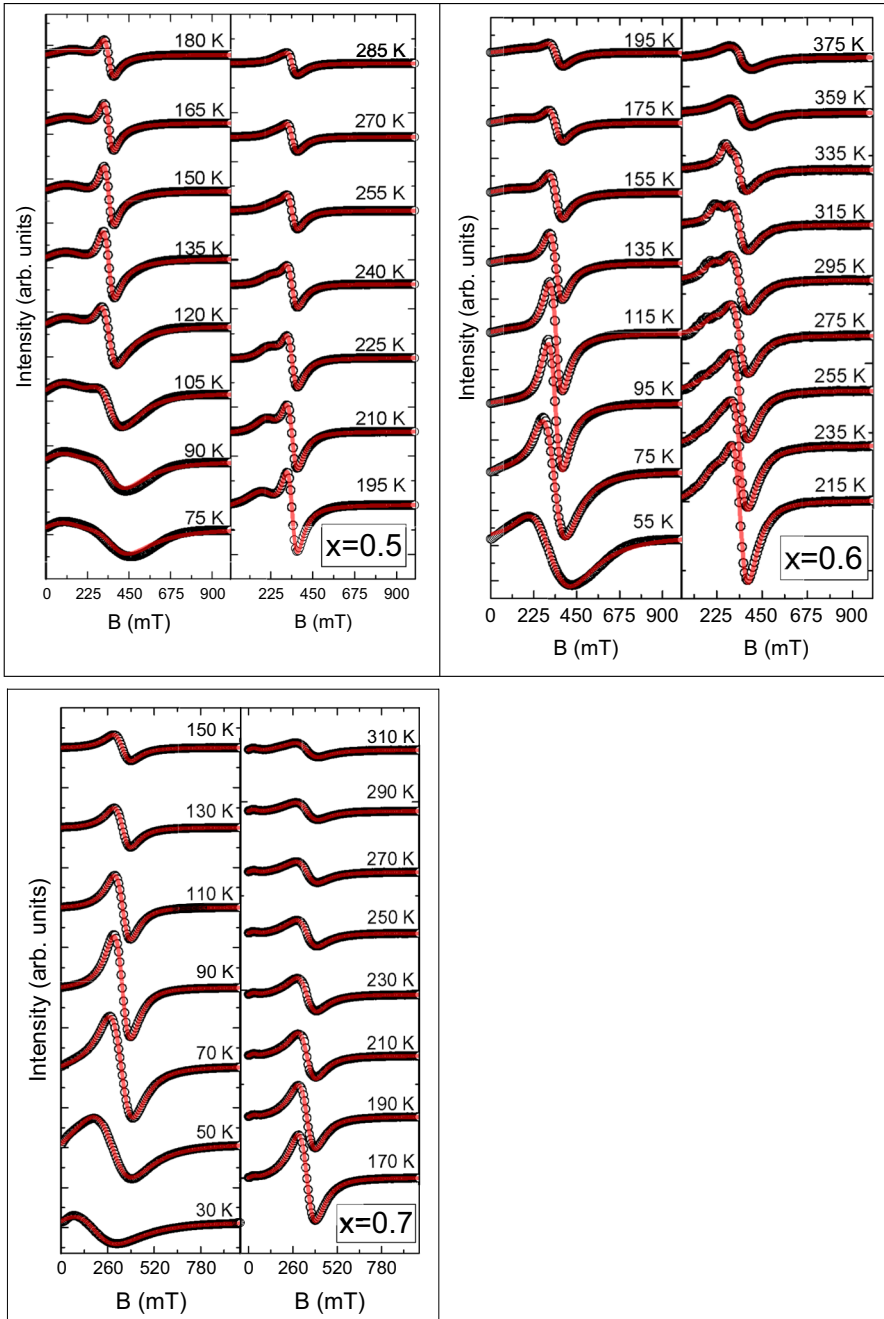 Intensity (arb. units)
180 K
165 K
150 K
135 K
120 K
105 K
90 K
75 K
0 225 450 675 900
B (mT)
285 K
270 K
255 K
240 K
225 K
210 K
195 K
x=0.5
225 450 675 900
B (mT)
Intensity (arb. units)
195 K
175 K
155 K
135 K
115 K
95 K
75 K
55 K
0 225 450 675 900
B (mT)
375 K
359 K
335 K
315 K
295 K
275 K
255 K
235 K
215 K
x=0.6
225 450 675 900
B (mT)
Intensity (arb. units)
150 K
130 K
110 K
90 K
70 K
50 K
30 K
0 260 520 780
B (mT)
310 K
290 K
270 K
250 K
230 K
210 K
190 K
170 K
x=0.7
0 260 520 780
B (mT)